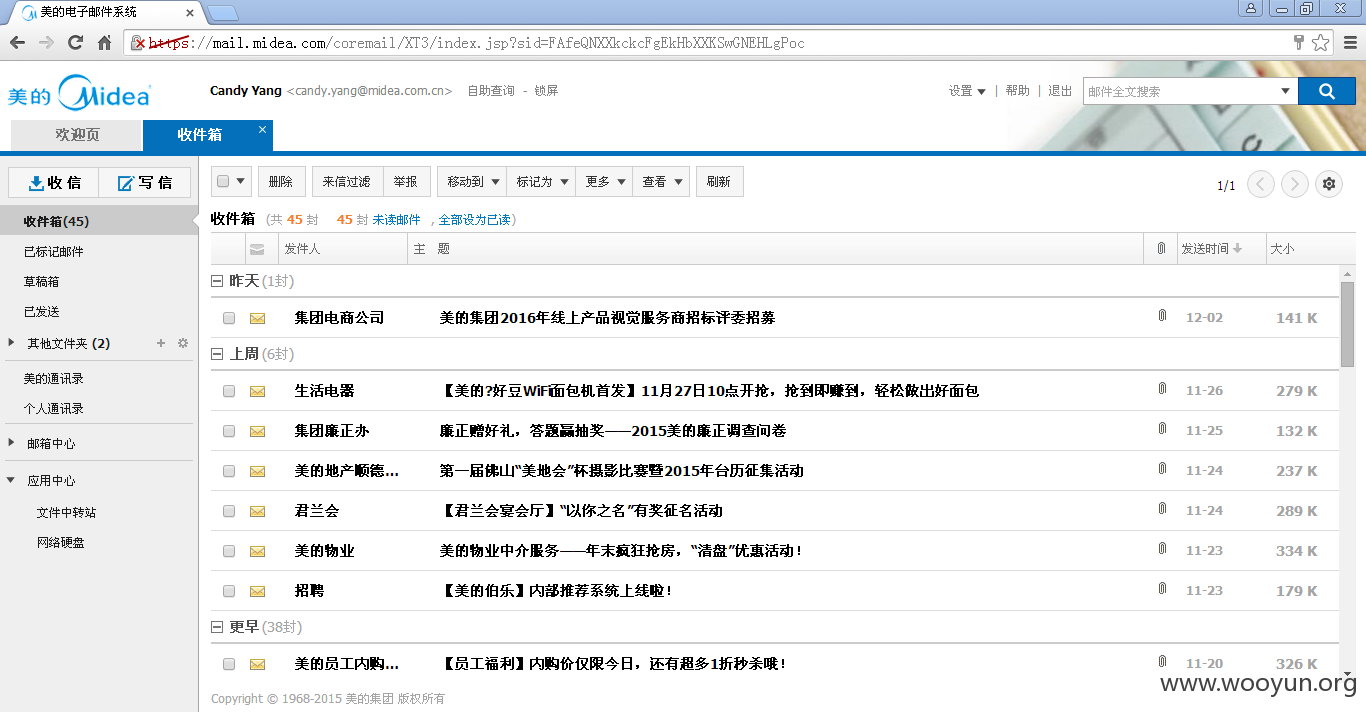 美的电子邮件系统
https://mail.midea.com/coremail/XT3/index.jsp?sid=FAfeQNXXkckcFgEkHbXXKSwGNEHLgPoc
美的 Midea
Candy Yang <candy.yang@midea.com.cn> 自助查询 - 锁屏
设置 | 帮助 | 退出 邮件全文搜索
欢迎页 收件箱
收信 写信
删除 来信过滤 举报 移动到 标记为 更多 查看 刷新
1/1
收件箱(45)
已标记邮件
草稿箱
已发送
其他文件夹 (2)
美的通讯录
个人通讯录
邮箱中心
应用中心
文件中转站
网络硬盘
收件箱 (共 45 封 45 封 未读邮件 , 全部设为已读)
发件人 主 题 发送时间 大小
昨天(1封)
集团电商公司 美的集团2016年线上产品视觉服务商招标评委招募 12-02 141 K
上周(6封)
生活电器 【美的?好豆WiFi面包机首发】11月27日10点开抢，抢到即赚到，轻松做出好面包 11-26 279 K
集团廉正办 廉正赠好礼，答题赢抽奖——2015美的廉正调查问卷 11-25 132 K
美的地产顺德... 第一届佛山“美地会”杯摄影比赛暨2015年台历征集活动 11-24 237 K
君兰会 【君兰会宴会厅】“以你之名”有奖征名活动 11-24 289 K
美的物业 美的物业中介服务——年末疯狂抢房，“清盘”优惠活动！ 11-23 334 K
招聘 【美的伯乐】内部推荐系统上线啦！ 11-23 179 K
更早(38封)
美的员工内购... 【员工福利】内购价仅限今日，还有超多1折秒杀哦！ 11-20 326 K
Copyright © 1968-2015 美的集团 版权所有
www.wooyun.org